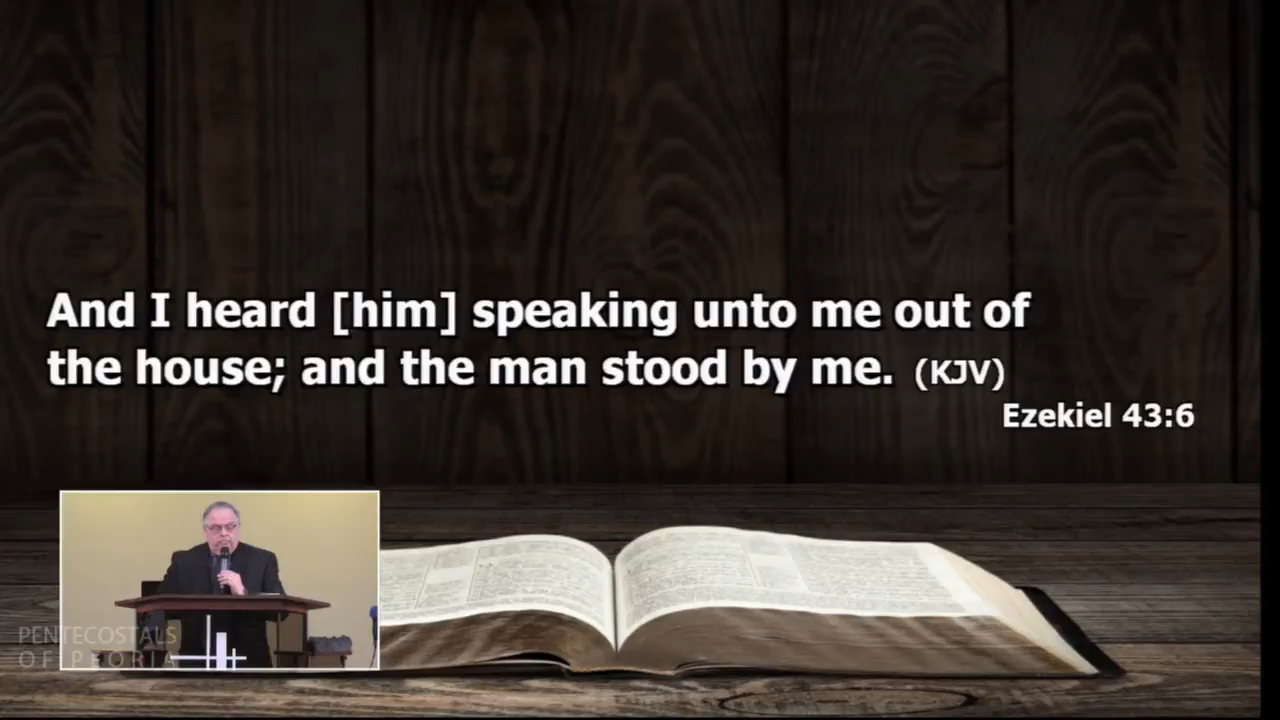 And I heard [him] speaking unto me out of
the house; and the man stood by me. (KJV)
Ezekiel 43:6
PENTECOSTALS
OF PEORIA